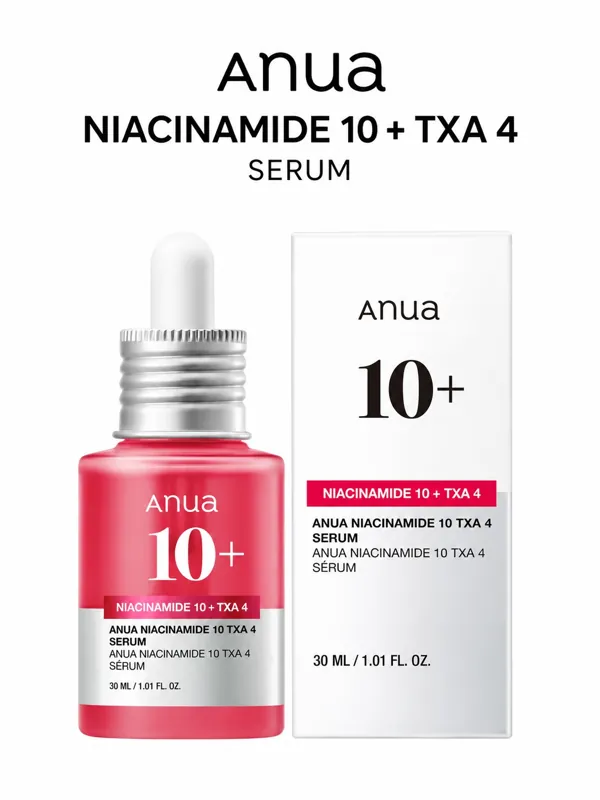 Anua
NIACINAMIDE 10 + TXA 4
SERUM
Anua
10+
NIACINAMIDE 10 + TXA 4
ANUA NIACINAMIDE 10 TXA 4
SERUM
ANUA NIACINAMIDE 10 TXA 4
SÉRUM
30 ML / 1.01 FL. OZ.
Anua
10+
NIACINAMIDE 10 + TXA 4
ANUA NIACINAMIDE 10 TXA 4
SERUM
ANUA NIACINAMIDE 10 TXA 4
SÉRUM
30 ML / 1.01 FL. OZ.